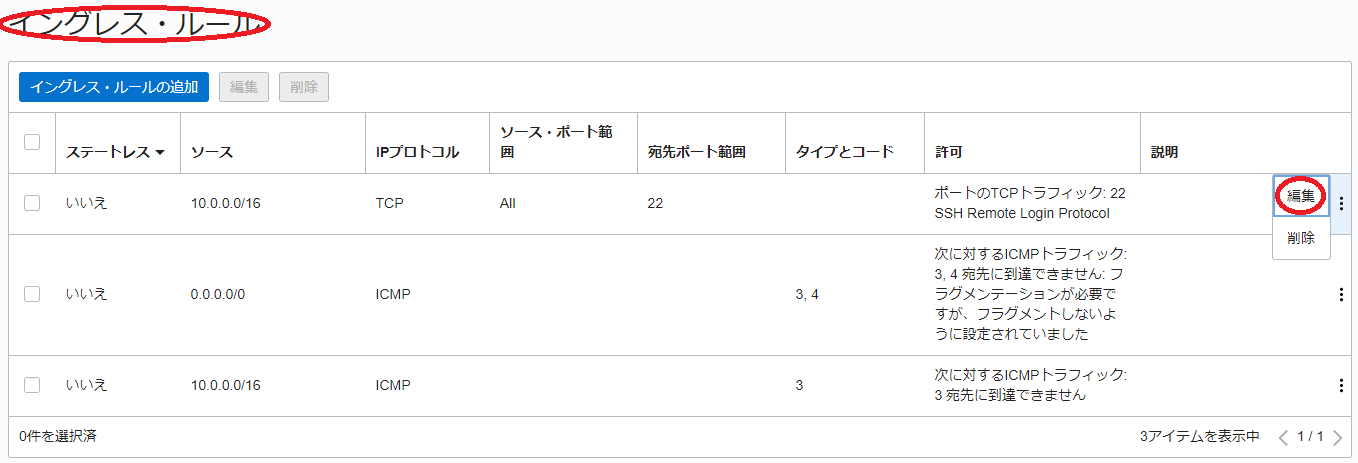 イングレス・ルール
イングレス・ルールの追加 編集 削除
ステートレス ソース IPプロトコル ソース・ポート範 宛先ポート範囲 タイプとコード 許可 説明
囲
いいえ 10.0.0.0/16 TCP All 22 ポートのTCPトラフィック: 22 編集
SSH Remote Login Protocol
削除
いいえ 0.0.0.0/0 ICMP 3, 4 次に対するICMPトラフィック:
3, 4 宛先に到達できません: フ
ラグメンテーションが必要で
すが、フラグメントしないよ
うに設定されていました
いいえ 10.0.0.0/16 ICMP 3 次に対するICMPトラフィック:
3 宛先に到達できません
0件を選択済 3アイテムを表示中 1 / 1